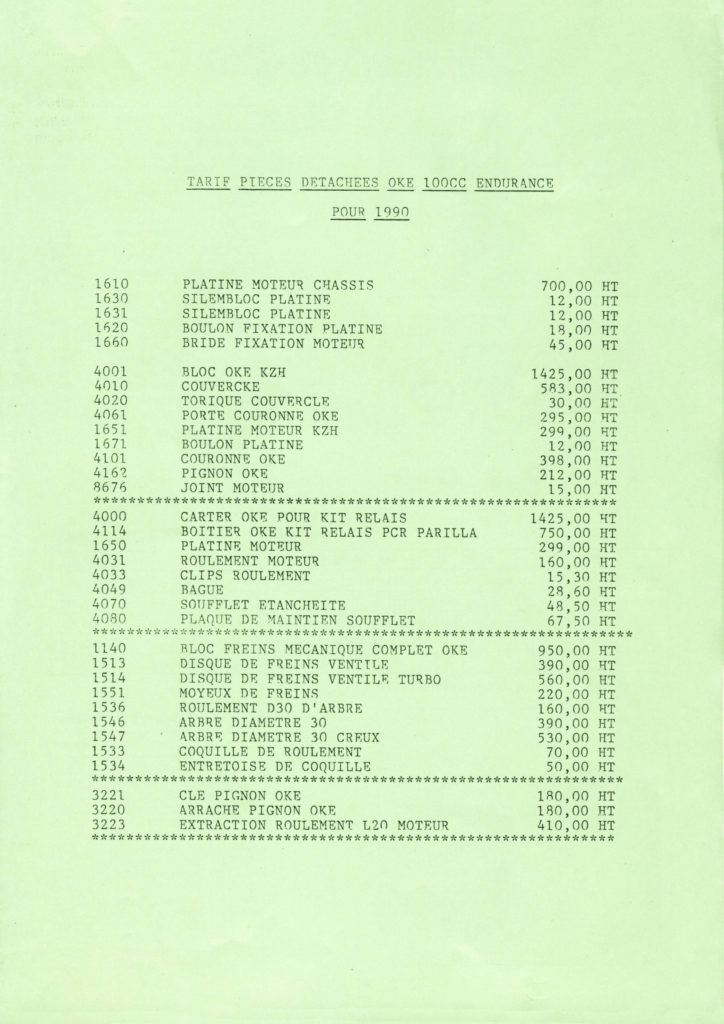 TARIF PIECES DETACHEES OKE 100CC ENDURANCE
POUR 1990
1610 PLATINE MOTEUR CHASSIS 700,00 HT
1630 SILEMBLOC PLATINE 12,00 HT
1631 SILEMBLOC PLATINE 12,00 HT
1620 BOULON FIXATION PLATINE 18,00 HT
1660 BRIDE FIXATION MOTEUR 45,00 HT
4001 BLOC OKE KZH 1425,00 HT
4010 COUVERCKE 583,00 HT
4020 TORIQUE COUVERCLE 30,00 HT
4061 PORTE COURONNE OKE 295,00 HT
1651 PLATINE MOTEUR KZH 299,00 HT
1671 BOULON PLATINE 12,00 HT
4101 COURONNE OKE 398,00 HT
4162 PIGNON OKE 212,00 HT
8676 JOINT MOTEUR 15,00 HT
************************************************************
4000 CARTER OKE POUR KIT RELAIS 1425,00 HT
4114 BOITIER OKE KIT RELAIS PCR PARILLA 750,00 HT
1650 PLATINE MOTEUR 299,00 HT
4031 ROULEMENT MOTEUR 160,00 HT
4033 CLIPS ROULEMENT 15,30 HT
4049 BAGUE 28,60 HT
4070 SOUFFLET ETANCHEITE 48,50 HT
4080 PLAQUE DE MAINTIEN SOUFFLET 67,50 HT
**************************************************************
1140 BLOC FREINS MECANIQUE COMPLET OKE 950,00 HT
1513 DISQUE DE FREINS VENTILE 390,00 HT
1514 DISQUE DE FREINS VENTILE TURBO 560,00 HT
1551 MOYEUX DE FREINS 220,00 HT
1536 ROULEMENT D30 D'ARBRE 160,00 HT
1546 ARBRE DIAMETRE 30 390,00 HT
1547 ARBRE DIAMETRE 30 CREUX 530,00 HT
1533 COQUILLE DE ROULEMENT 70,00 HT
1534 ENTRETOISE DE COQUILLE 50,00 HT
*************************************************************
3221 CLE PIGNON OKE 180,00 HT
3220 ARRACHE PIGNON OKE 180,00 HT
3223 EXTRACTION ROULEMENT L20 MOTEUR 410,00 HT
************************************************************